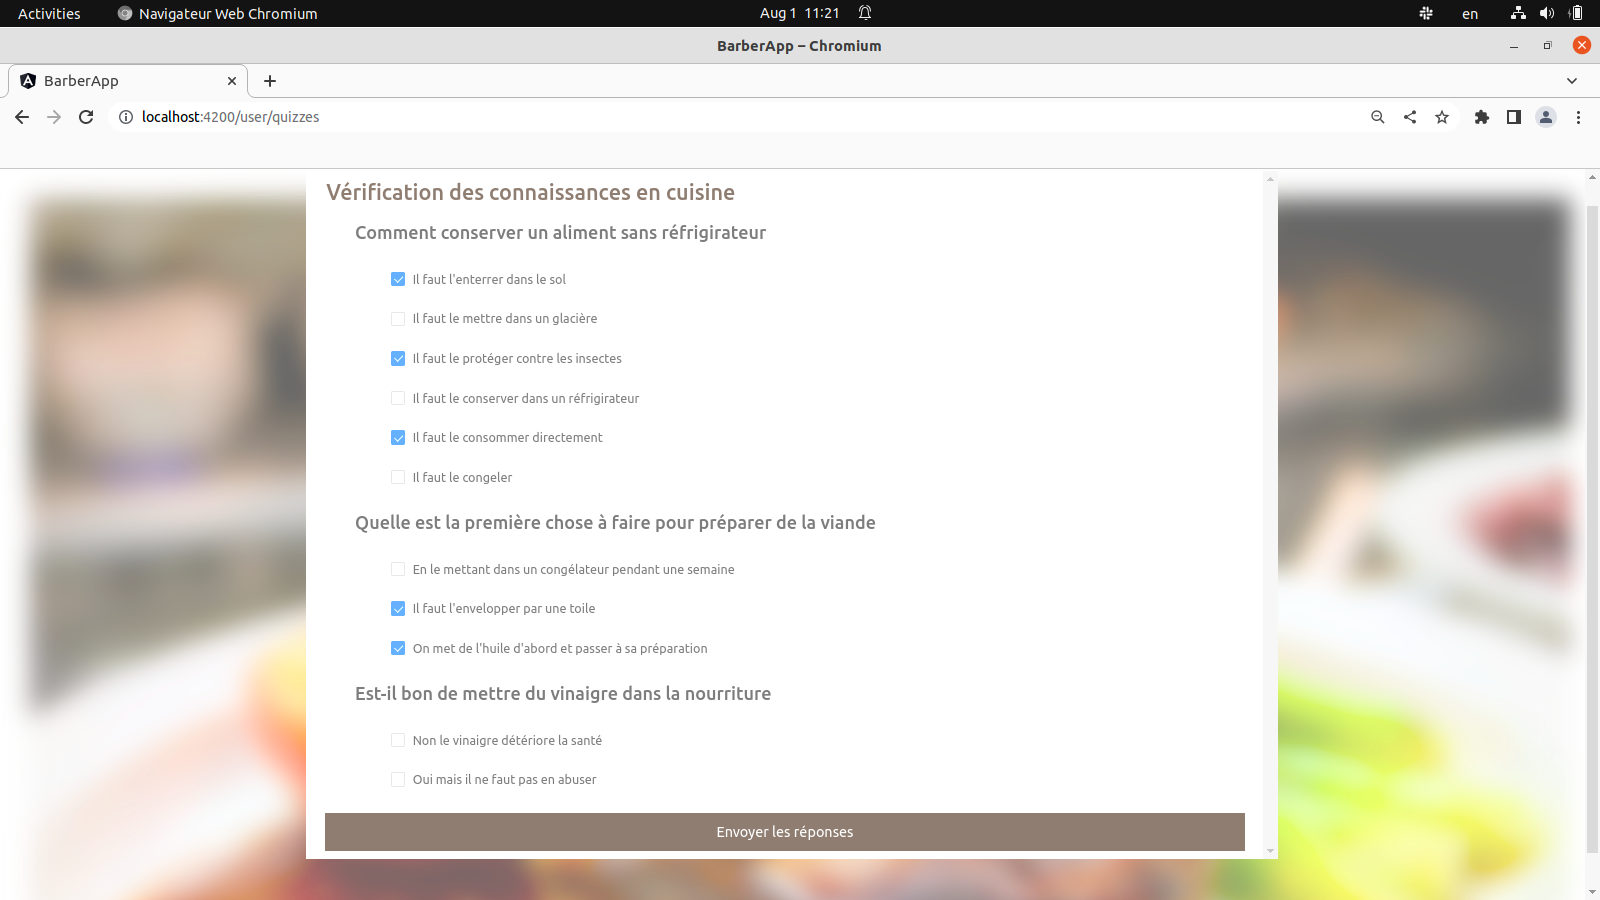 Activities
Navigateur Web Chromium
Aug 1 11:21
en
BarberApp – Chromium
BarberApp
localhost:4200/user/quizzes
Vérification des connaissances en cuisine
Comment conserver un aliment sans réfrigirateur
Il faut l'enterrer dans le sol
Il faut le mettre dans un glacière
Il faut le protéger contre les insectes
Il faut le conserver dans un réfrigirateur
Il faut le consommer directement
Il faut le congeler
Quelle est la première chose à faire pour préparer de la viande
En le mettant dans un congélateur pendant une semaine
Il faut l'envelopper par une toile
On met de l'huile d'abord et passer à sa préparation
Est-il bon de mettre du vinaigre dans la nourriture
Non le vinaigre détériore la santé
Oui mais il ne faut pas en abuser
Envoyer les réponses